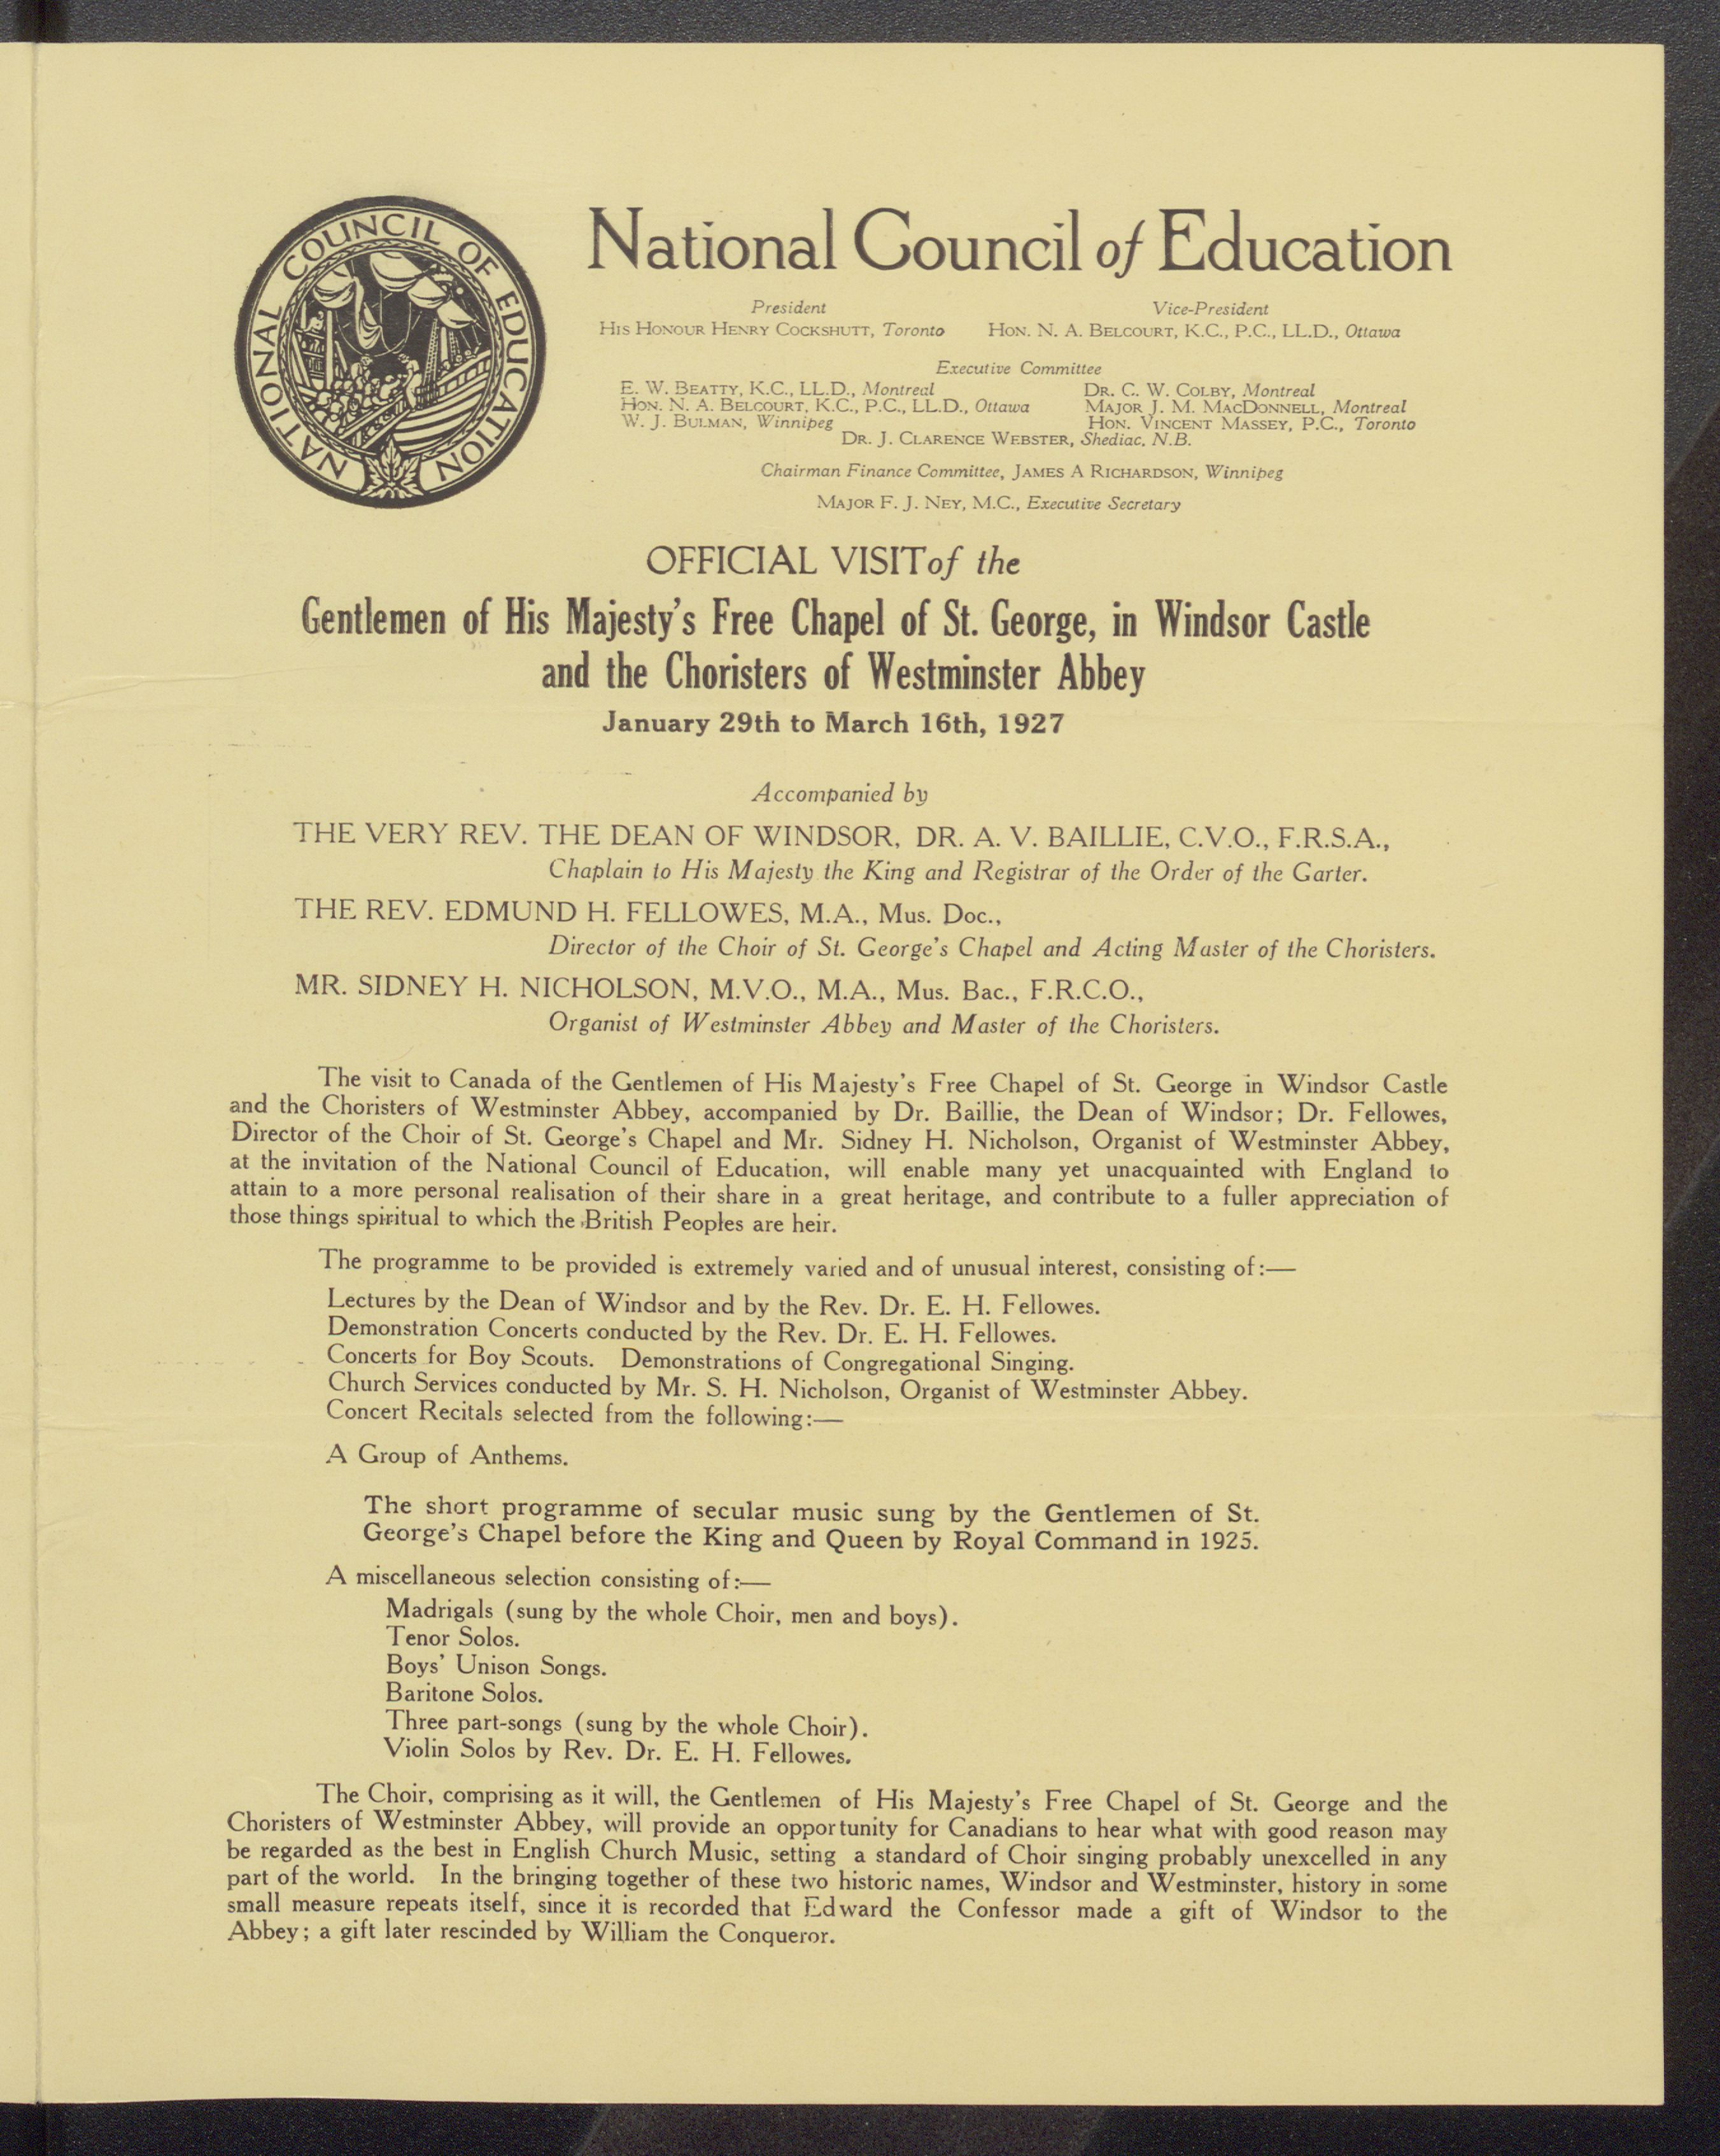 NATIONAL COUNCIL OF EDUCATION
National Council of Education
President
Vice-President
His Honour Henry Cockshutt, Toronto
Hon. N. A. Belcourt, K.C., P.C., LL.D., Ottawa
Executive Committee
E. W. Beatty, K.C., LL.D., Montreal
Dr. C. W. Colby, Montreal
Hon. N. A. Belcourt, K.C., P.C., LL.D., Ottawa
Major J. M. MacDonnell, Montreal
W. J. Bulman, Winnipeg
Hon. Vincent Massey, P.C., Toronto
Dr. J. Clarence Webster, Shediac, N.B.
Chairman Finance Committee, James A Richardson, Winnipeg
Major F. J. Ney, M.C., Executive Secretary
OFFICIAL VISIT of the
Gentlemen of His Majesty's Free Chapel of St. George, in Windsor Castle
and the Choristers of Westminster Abbey
January 29th to March 16th, 1927
Accompanied by
THE VERY REV. THE DEAN OF WINDSOR, DR. A. V. BAILLIE, C.V.O., F.R.S.A.,
Chaplain to His Majesty the King and Registrar of the Order of the Garter.
THE REV. EDMUND H. FELLOWES, M.A., Mus. Doc.,
Director of the Choir of St. George's Chapel and Acting Master of the Choristers.
MR. SIDNEY H. NICHOLSON, M.V.O., M.A., Mus. Bac., F.R.C.O.,
Organist of Westminster Abbey and Master of the Choristers.
The visit to Canada of the Gentlemen of His Majesty's Free Chapel of St. George in Windsor Castle
and the Choristers of Westminster Abbey, accompanied by Dr. Baillie, the Dean of Windsor; Dr. Fellowes,
Director of the Choir of St. George's Chapel and Mr. Sidney H. Nicholson, Organist of Westminster Abbey,
at the invitation of the National Council of Education, will enable many yet unacquainted with England to
attain to a more personal realisation of their share in a great heritage, and contribute to a fuller appreciation of
those things spiritual to which the British Peoples are heir.
The programme to be provided is extremely varied and of unusual interest, consisting of:—
Lectures by the Dean of Windsor and by the Rev. Dr. E. H. Fellowes.
Demonstration Concerts conducted by the Rev. Dr. E. H. Fellowes.
Concerts for Boy Scouts. Demonstrations of Congregational Singing.
Church Services conducted by Mr. S. H. Nicholson, Organist of Westminster Abbey.
Concert Recitals selected from the following:—
A Group of Anthems.
The short programme of secular music sung by the Gentlemen of St.
George's Chapel before the King and Queen by Royal Command in 1925.
A miscellaneous selection consisting of:—
Madrigals (sung by the whole Choir, men and boys).
Tenor Solos.
Boys' Unison Songs.
Baritone Solos.
Three part-songs (sung by the whole Choir).
Violin Solos by Rev. Dr. E. H. Fellowes.
The Choir, comprising as it will, the Gentlemen of His Majesty's Free Chapel of St. George and the
Choristers of Westminster Abbey, will provide an opportunity for Canadians to hear what with good reason may
be regarded as the best in English Church Music, setting a standard of Choir singing probably unexcelled in any
part of the world. In the bringing together of these two historic names, Windsor and Westminster, history in some
small measure repeats itself, since it is recorded that Edward the Confessor made a gift of Windsor to the
Abbey; a gift later rescinded by William the Conqueror.